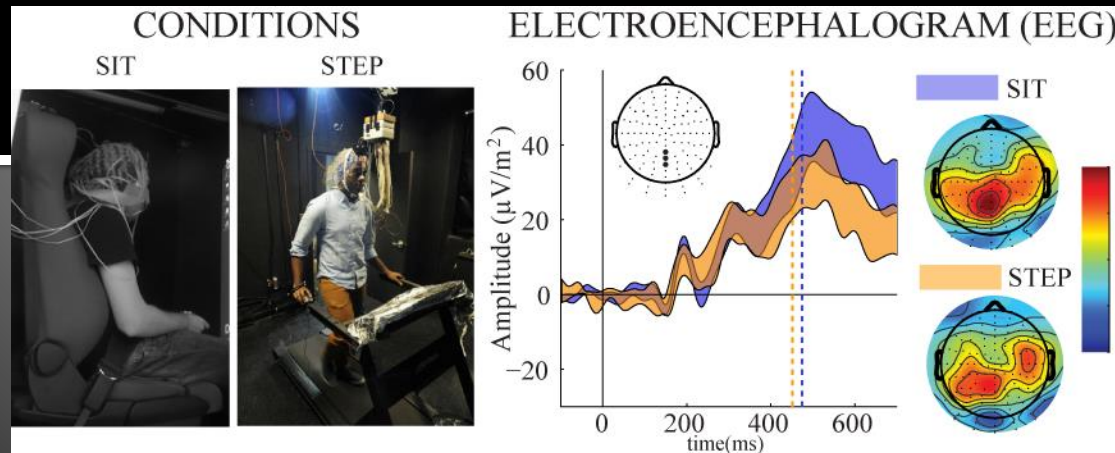 CONDITIONS
SIT
STEP
ELECTROENCEPHALOGRAM (EEG)
60
40
20
0
−20
Amplitude (µV/m²)
0
200
400
600
time(ms)
SIT
STEP